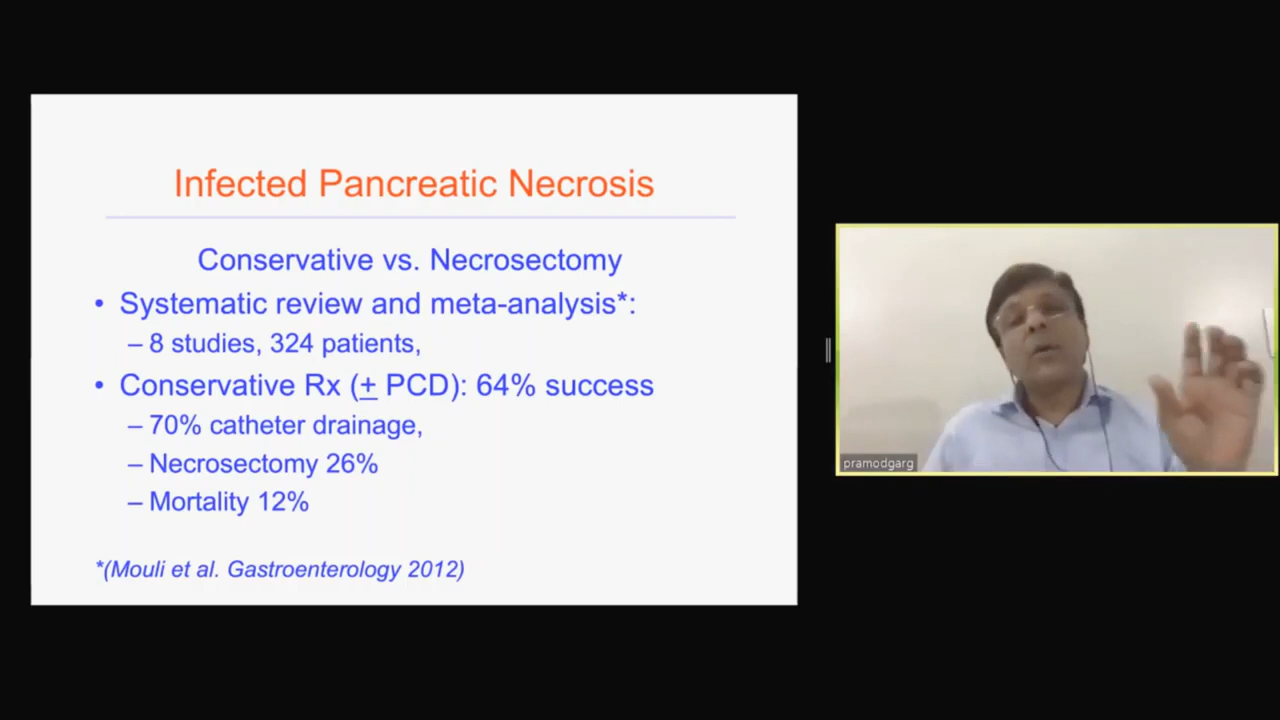 Infected Pancreatic Necrosis
Conservative vs. Necrosectomy
• Systematic review and meta-analysis*:
– 8 studies, 324 patients,
• Conservative Rx (± PCD): 64% success
– 70% catheter drainage,
– Necrosectomy 26%
– Mortality 12%
*(Mouli et al. Gastroenterology 2012)
pramodgarg